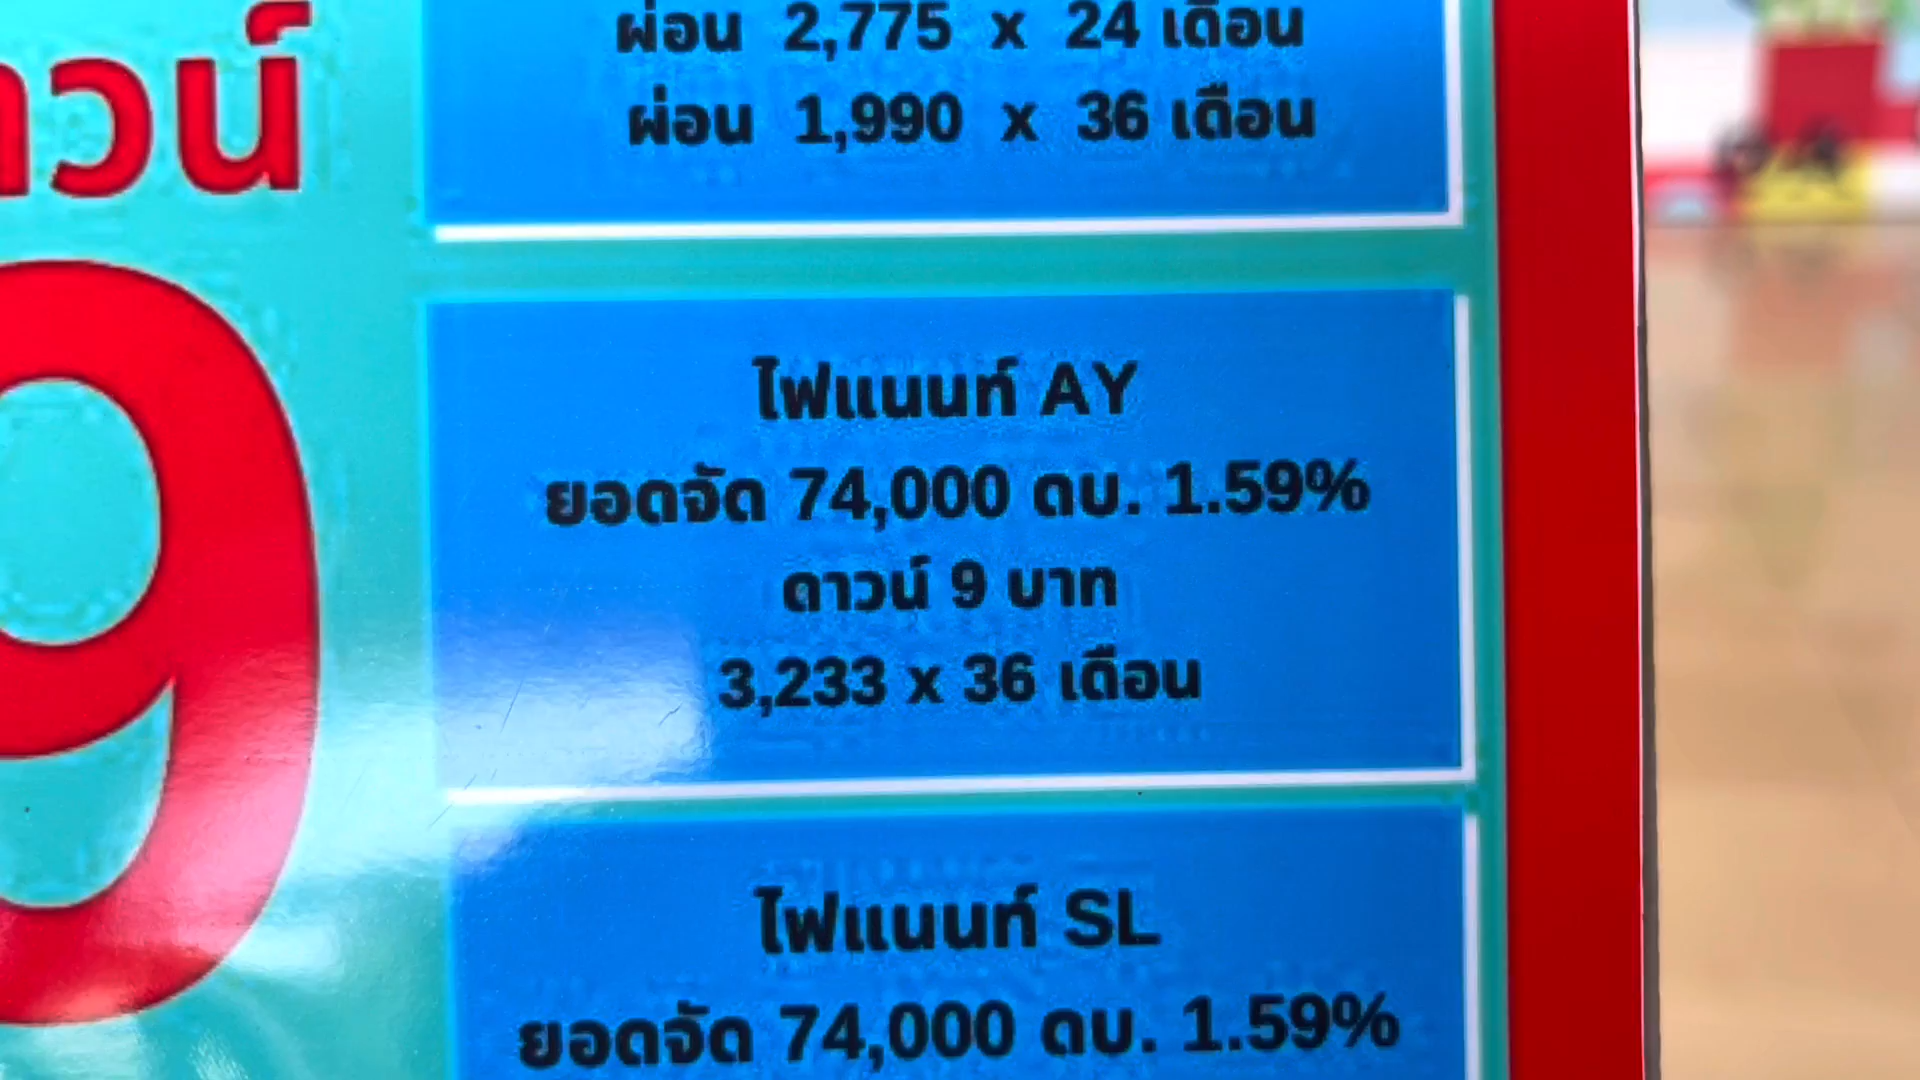 ผ่อน 2,775 x 24 เดือน
ผ่อน 1,990 x 36 เดือน
9
ไฟแนนท์ AY
ยอดจัด 74,000 ดบ. 1.59%
ดาวน์ 9 บาท
3,233 x 36 เดือน
ไฟแนนท์ SL
ยอดจัด 74,000 ดบ. 1.59%